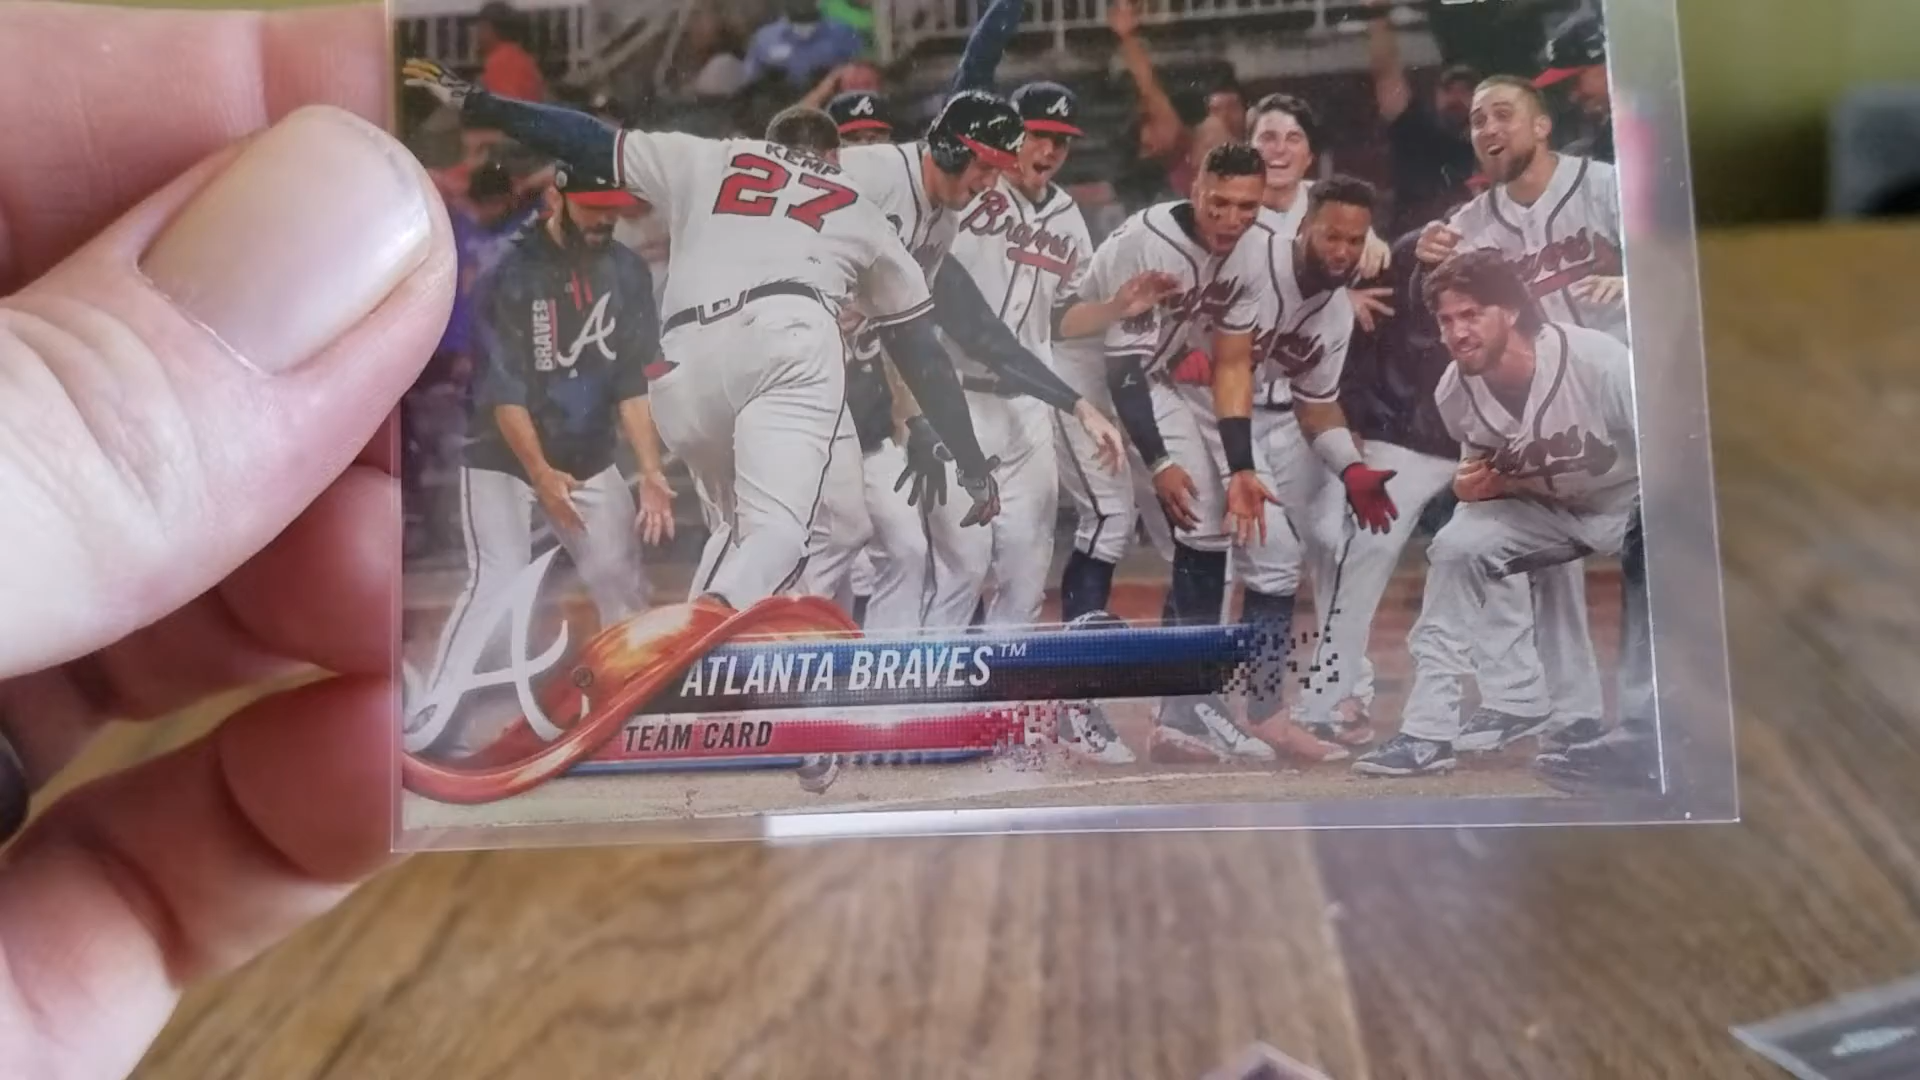 KEMP
27
Braves
BRAVES
ATLANTA BRAVES™
TEAM CARD